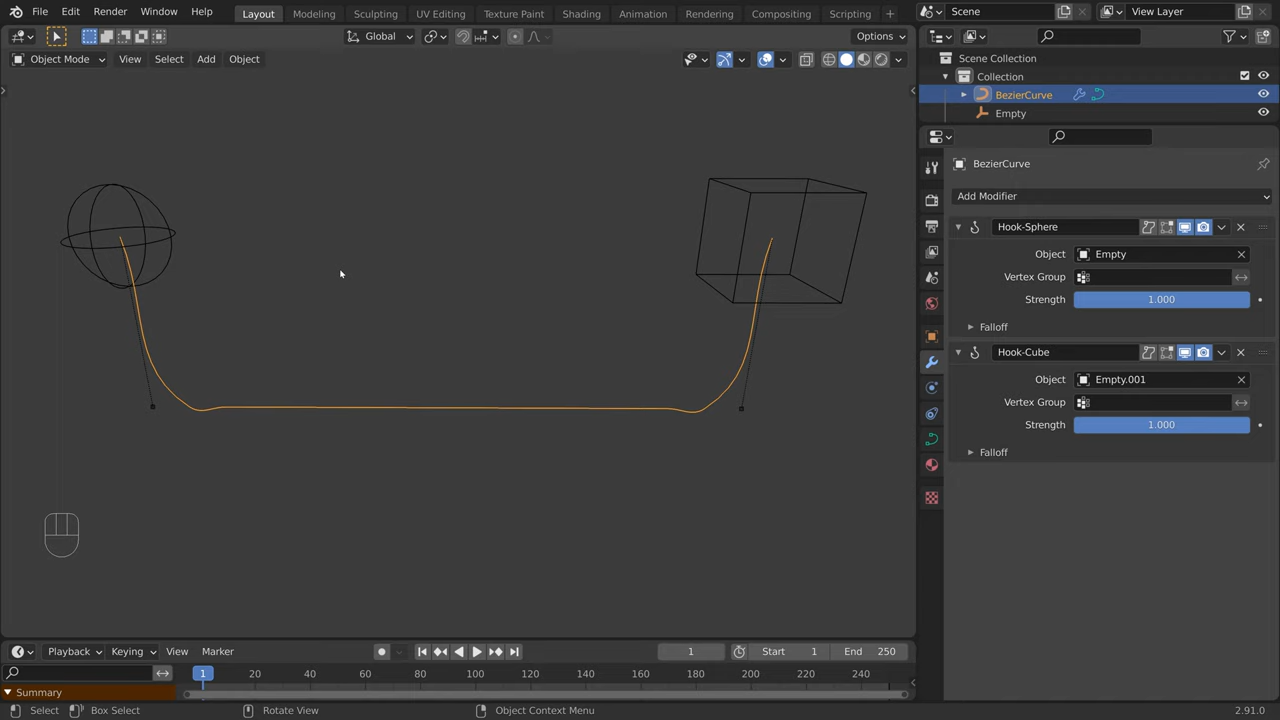 File Edit Render Window Help Layout Modeling Sculpting UV Editing Texture Paint Shading Animation Rendering Compositing Scripting Scene View Layer
Global Options
Object Mode View Select Add Object
Scene Collection
Collection
BezierCurve
Empty
BezierCurve
Add Modifier
Hook-Sphere
Object Empty
Vertex Group
Strength 1.000
Falloff
Hook-Cube
Object Empty.001
Vertex Group
Strength 1.000
Falloff
Playback Keying View Marker 1 Start 1 End 250
1 20 40 60 80 100 120 140 160 180 200 220 240
Summary
Select Box Select Rotate View Object Context Menu 2.91.0